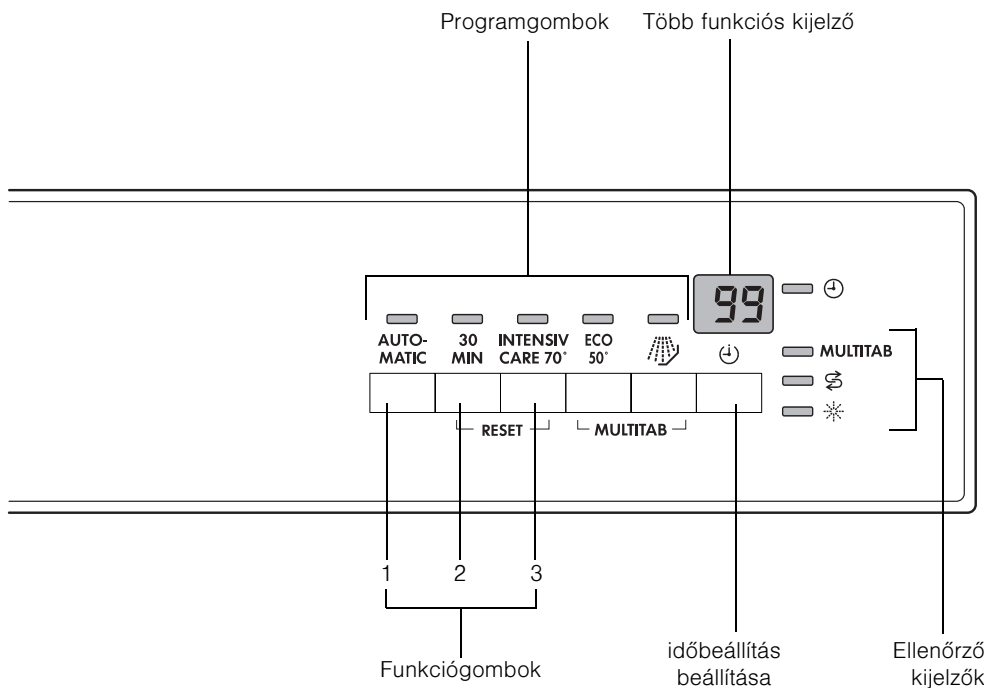 Programgombok
Több funkciós kijelző
99
AUTO-
MATIC
30
MIN
INTENSIV
CARE 70°
ECO
50°
MULTITAB
RESET
MULTITAB
1
2
3
Funkciógombok
időbeállítás
beállítása
Ellenőrző
kijelzők